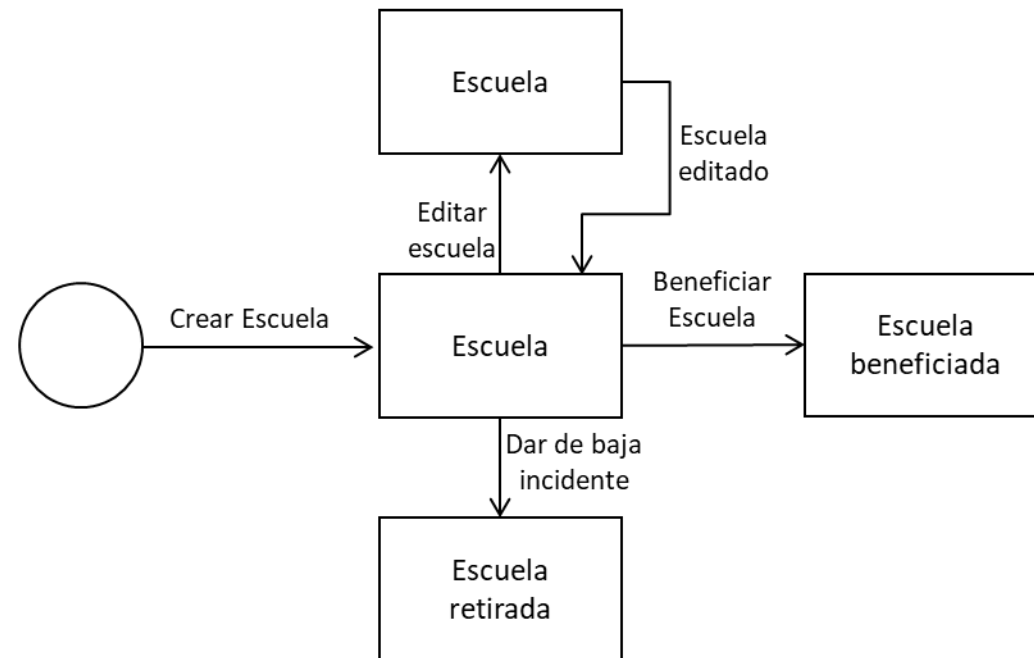 Escuela
Escuela
editado
Editar
escuela
Crear Escuela
Escuela
Beneficiar
Escuela
Escuela
beneficiada
Dar de baja
incidente
Escuela
retirada